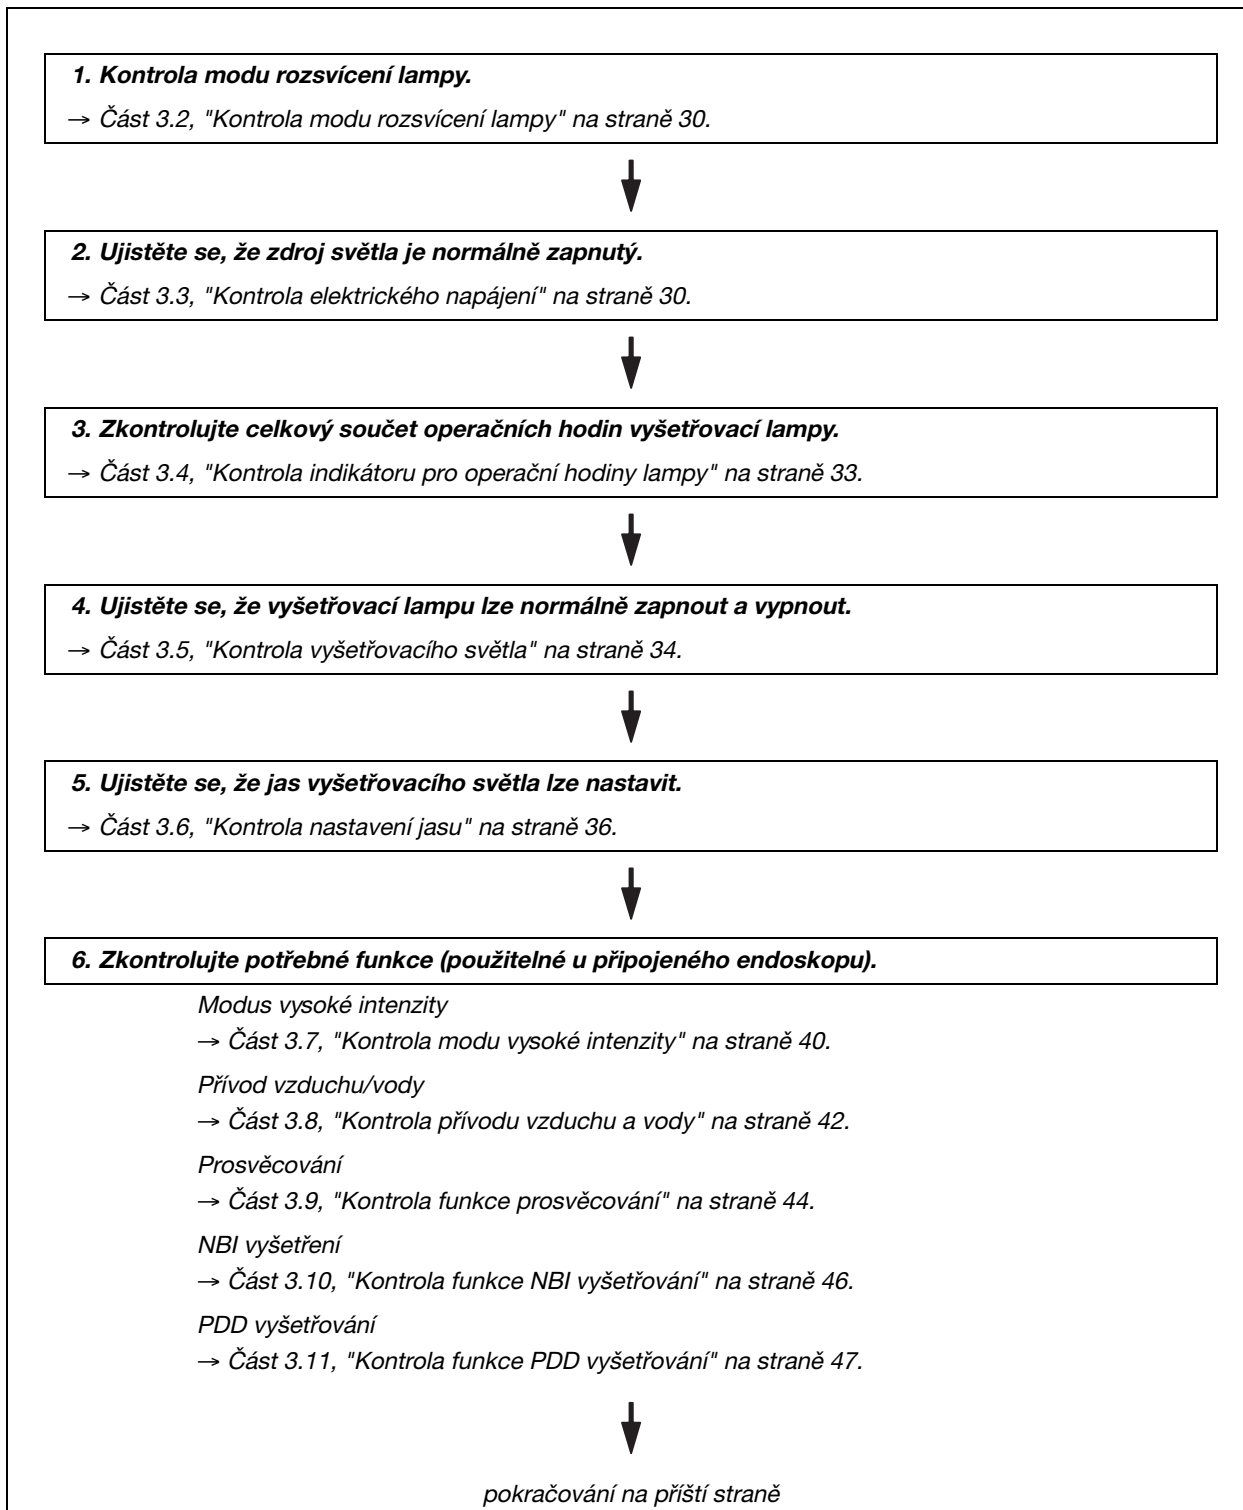 1. Kontrola modu rozsvícení lampy.
→ Část 3.2, "Kontrola modu rozsvícení lampy" na straně 30.
2. Ujistěte se, že zdroj světla je normálně zapnutý.
→ Část 3.3, "Kontrola elektrického napájení" na straně 30.
3. Zkontrolujte celkový součet operačních hodin vyšetřovací lampy.
→ Část 3.4, "Kontrola indikátoru pro operační hodiny lampy" na straně 33.
4. Ujistěte se, že vyšetřovací lampu lze normálně zapnout a vypnout.
→ Část 3.5, "Kontrola vyšetřovacího světla" na straně 34.
5. Ujistěte se, že jas vyšetřovacího světla lze nastavit.
→ Část 3.6, "Kontrola nastavení jasu" na straně 36.
6. Zkontrolujte potřebné funkce (použitelné u připojeného endoskopu).
Modus vysoké intenzity
→ Část 3.7, "Kontrola modu vysoké intenzity" na straně 40.
Přívod vzduchu/vody
→ Část 3.8, "Kontrola přívodu vzduchu a vody" na straně 42.
Prosvěcování
→ Část 3.9, "Kontrola funkce prosvěcování" na straně 44.
NBI vyšetření
→ Část 3.10, "Kontrola funkce NBI vyšetřování" na straně 46.
PDD vyšetřování
→ Část 3.11, "Kontrola funkce PDD vyšetřování" na straně 47.
pokračování na příští straně